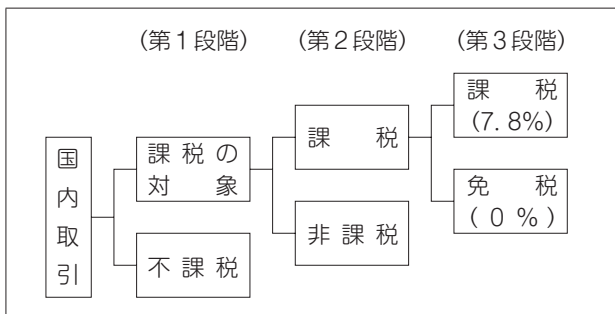 (第1段階)
(第2段階)
(第3段階)
国内取引
課税の
対象
不課税
課税
非課税
課税
(7.8%)
免税
(0%)